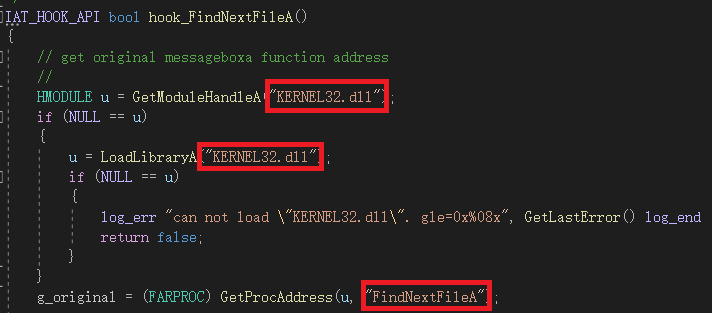 IAT_HOOK_API bool hook_FindNextFileA()
{
// get original messageboxa function address
//
HMODULE u = GetModuleHandleA("KERNEL32.dll");
if (NULL == u)
{
u = LoadLibraryA("KERNEL32.dll");
if (NULL == u)
{
log_err "can not load \"KERNEL32.dll\". gle=0x%08x", GetLastError() log_end
return false;
}
}
g_original = (FARPROC) GetProcAddress(u, "FindNextFileA");